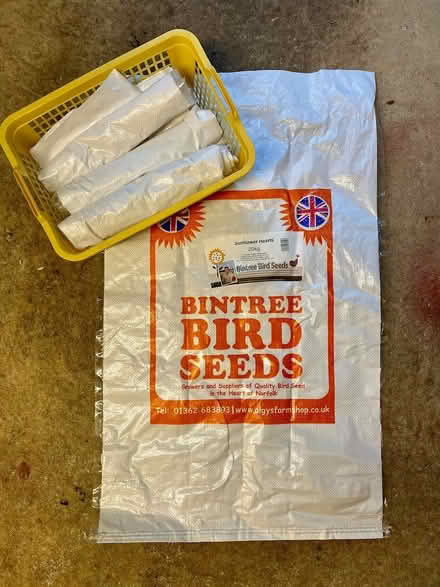 Sunflower Hearts
20kg
Bintree Bird Seeds
BINTREE
BIRD
SEEDS
Growers and Suppliers of Quality Bird Seed
in the Heart of Norfolk
Tel: 01362 683803 | www.algysfarmshop.co.uk